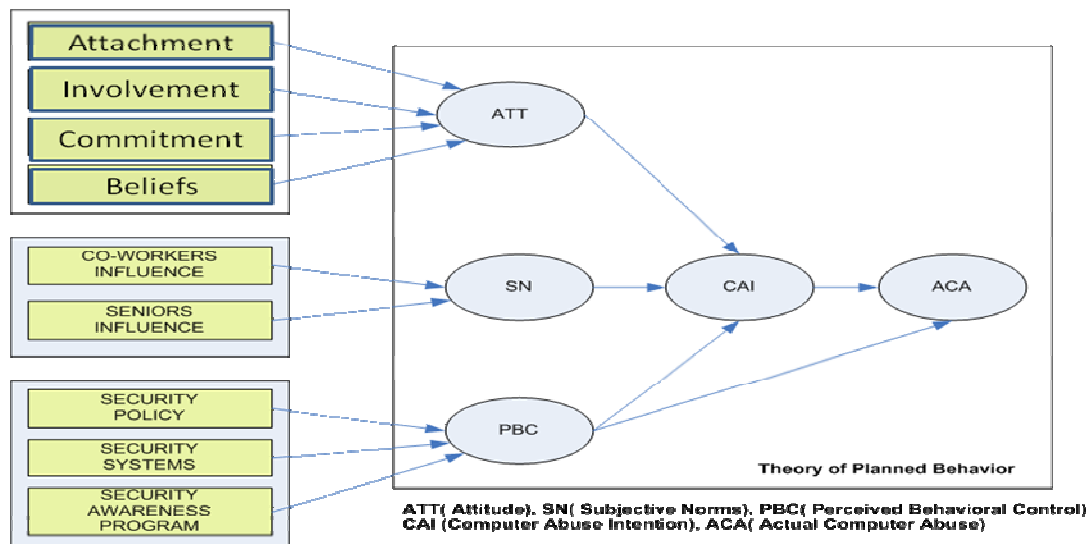 Attachment
Involvement
Commitment
Beliefs
CO-WORKERS
INFLUENCE
SENIORS
INFLUENCE
SECURITY
POLICY
SECURITY
SYSTEMS
SECURITY
AWARENESS
PROGRAM
ATT
SN
CAI
ACA
PBC
Theory of Planned Behavior
ATT( Attitude). SN( Subjective Norms). PBC( Perceived Behavioral Control)
CAI (Computer Abuse Intention), ACA( Actual Computer Abuse)